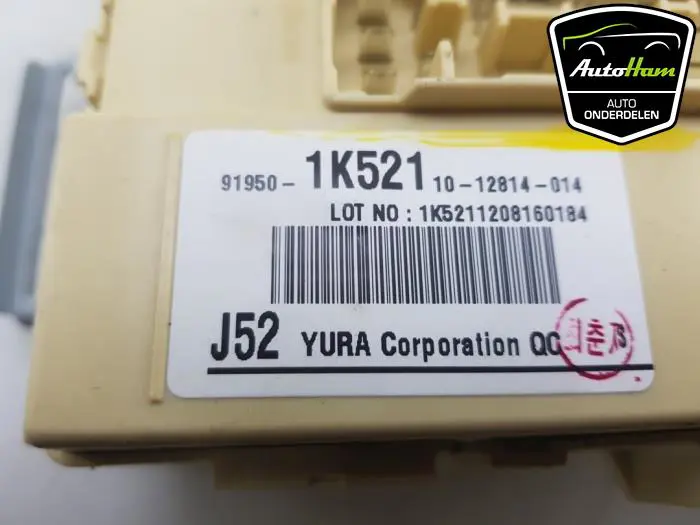 AutoHam
AUTO
ONDERDELEN
91950- 1K521 10-12814-014
LOT NO : 1K5211208160184
J52 YURA Corporation QC